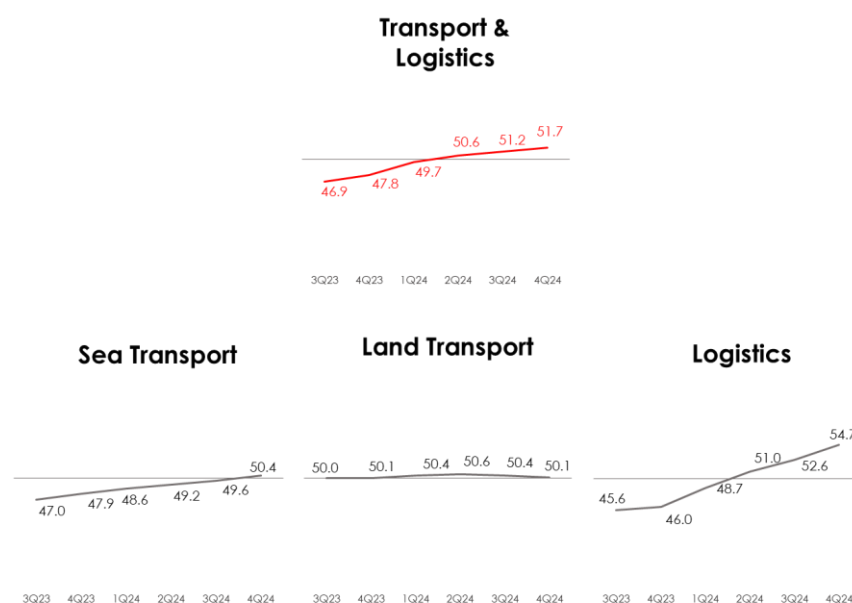 Transport &
Logistics
51.7
50.6
51.2
49.7
47.8
46.9
3Q23 4Q23 1Q24 2Q24 3Q24 4Q24
Sea Transport
50.4
49.6
49.2
48.6
47.9
47.0
3Q23 4Q23 1Q24 2Q24 3Q24 4Q24
Land Transport
50.0 50.1 50.4 50.6 50.4 50.1
3Q23 4Q23 1Q24 2Q24 3Q24 4Q24
Logistics
54.7
51.0
52.6
48.7
45.6
46.0
3Q23 4Q23 1Q24 2Q24 3Q24 4Q24